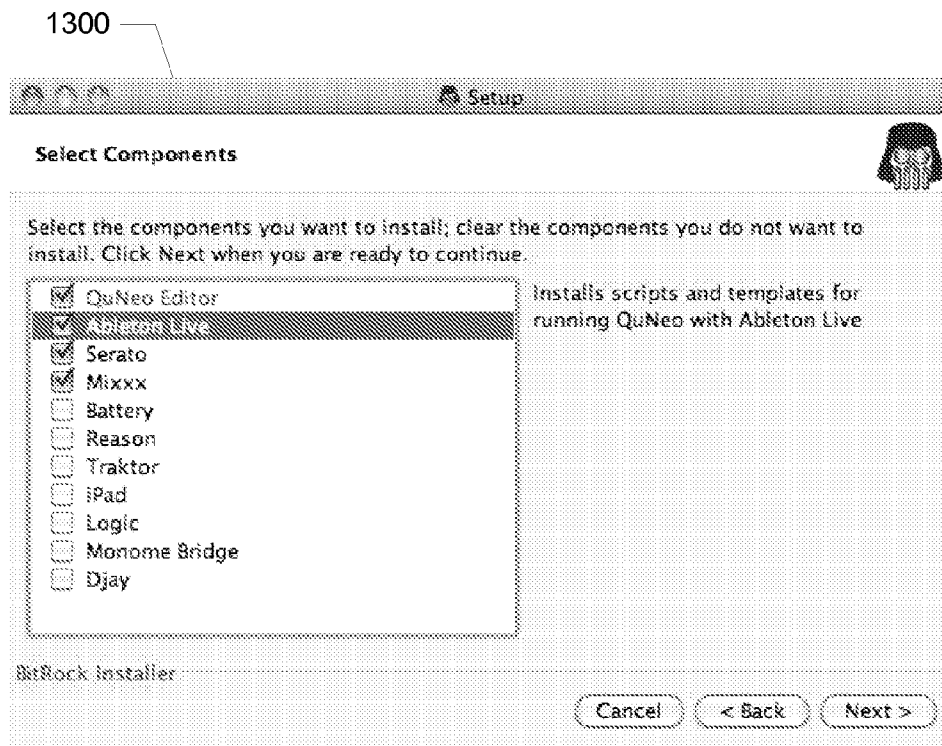 1300
Setup
Select Components
Select the components you want to install; clear the components you do not want to
install. Click Next when you are ready to continue.
QuNeo Editor
Ableton Live
Serato
Mixxx
Battery
Reason
Traktor
iPad
Logic
Monome Bridge
Djay
Installs scripts and templates for
running QuNeo with Ableton Live
BitRock Installer
Cancel
< Back
Next >